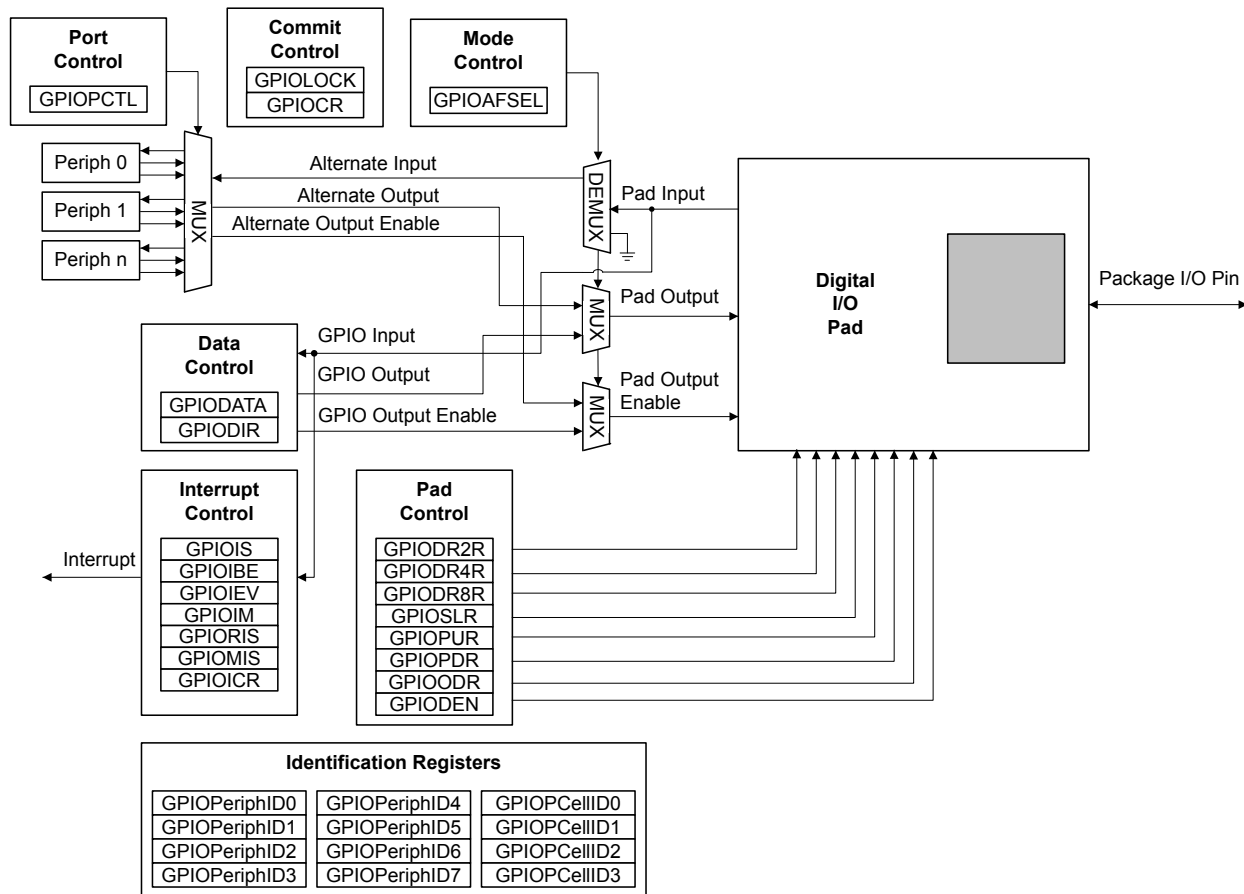 Port
Control
GPIOPCTL
Commit
Control
GPIOLOCK
GPIOCR
Mode
Control
GPIOAFSEL
Periph 0
Periph 1
Periph n
MUX
Alternate Input
Alternate Output
Alternate Output Enable
DEMUX
Pad Input
MUX
Pad Output
MUX
Pad Output
Enable
Digital
I/O
Pad
Package I/O Pin
Data
Control
GPIODATA
GPIODIR
GPIO Input
GPIO Output
GPIO Output Enable
Interrupt
Control
GPIOIS
GPIOIBE
GPIOIEV
GPIOIM
GPIORIS
GPIOMIS
GPIOICR
Interrupt
Pad
Control
GPIODR2R
GPIODR4R
GPIODR8R
GPIOSLR
GPIOPUR
GPIOPDR
GPIOODR
GPIODEN
Identification Registers
GPIOPeriphID0
GPIOPeriphID1
GPIOPeriphID2
GPIOPeriphID3
GPIOPeriphID4
GPIOPeriphID5
GPIOPeriphID6
GPIOPeriphID7
GPIOPCellID0
GPIOPCellID1
GPIOPCellID2
GPIOPCellID3